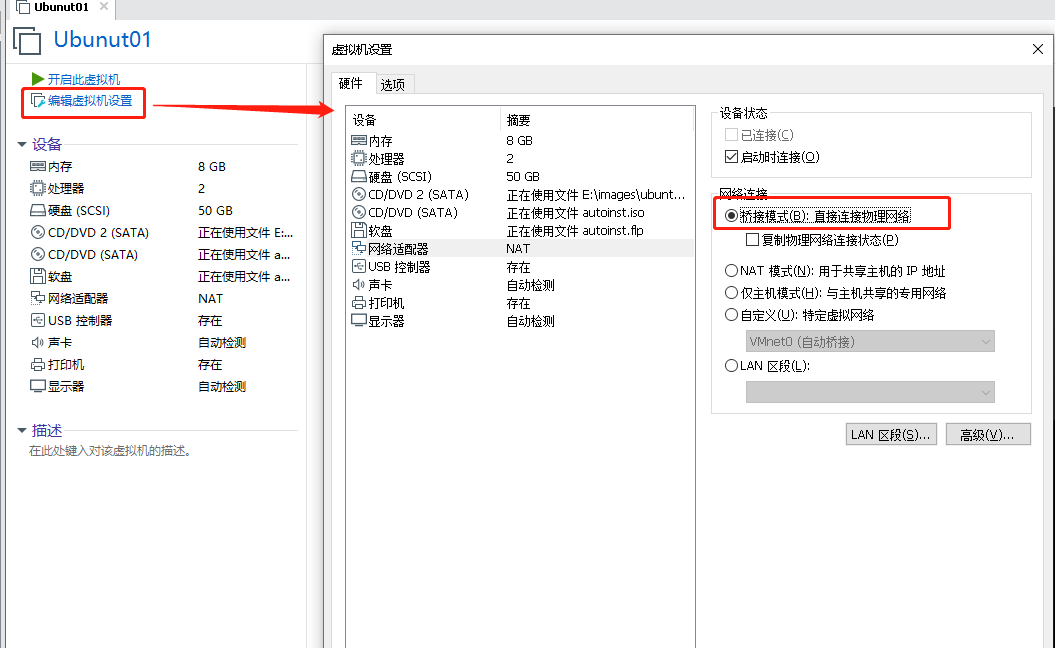 Ubunut01
Ubunut01
开启此虚拟机
编辑虚拟机设置
设备
内存 8 GB
处理器 2
硬盘 (SCSI) 50 GB
CD/DVD 2 (SATA) 正在使用文件 E:...
CD/DVD (SATA) 正在使用文件 a...
软盘 正在使用文件 a...
网络适配器 NAT
USB 控制器 存在
声卡 自动检测
打印机 存在
显示器 自动检测
描述
在此处键入对该虚拟机的描述。
虚拟机设置
硬件 选项
设备 摘要
内存 8 GB
处理器 2
硬盘 (SCSI) 50 GB
CD/DVD 2 (SATA) 正在使用文件 E:\images\ubunt...
CD/DVD (SATA) 正在使用文件 autoinst.iso
软盘 正在使用文件 autoinst.flp
网络适配器 NAT
USB 控制器 存在
声卡 自动检测
打印机 存在
显示器 自动检测
设备状态
已连接(C)
启动时连接(O)
网络连接
桥接模式(B): 直接连接物理网络
复制物理网络连接状态(P)
NAT 模式(N): 用于共享主机的 IP 地址
仅主机模式(H): 与主机共享的专用网络
自定义(U): 特定虚拟网络
VMnet0 (自动桥接)
LAN 区段(L):
LAN 区段(S)... 高级(V)...